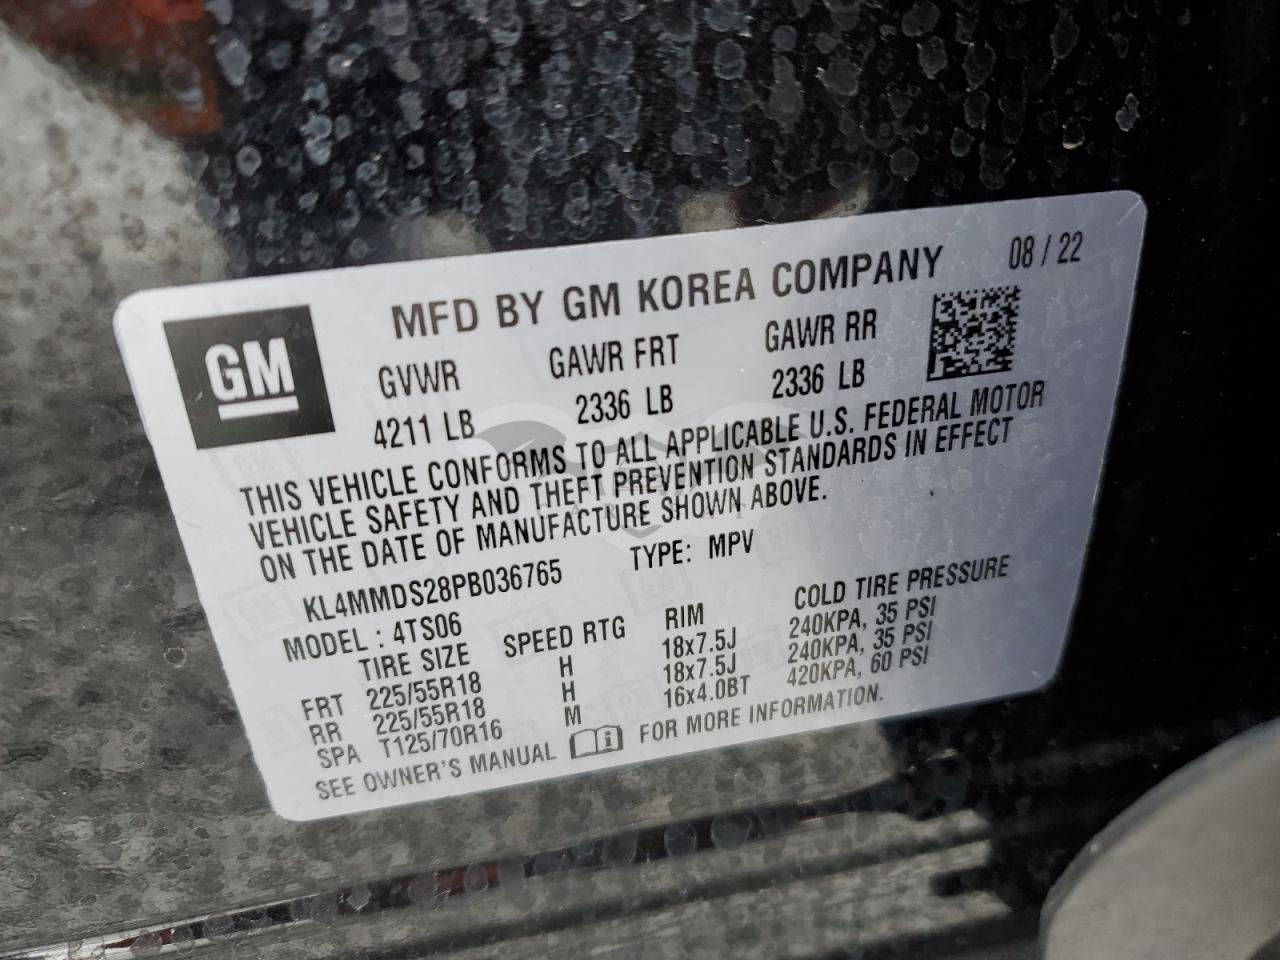 MFD BY GM KOREA COMPANY 08 / 22
GM
GVWR GAWR FRT GAWR RR
4211 LB 2336 LB 2336 LB
THIS VEHICLE CONFORMS TO ALL APPLICABLE U.S. FEDERAL MOTOR
VEHICLE SAFETY AND THEFT PREVENTION STANDARDS IN EFFECT
ON THE DATE OF MANUFACTURE SHOWN ABOVE.
KL4MMDS28PB036765 TYPE: MPV
MODEL : 4TS06
TIRE SIZE SPEED RTG RIM COLD TIRE PRESSURE
FRT 225/55R18 H 18x7.5J 240KPA, 35 PSI
RR 225/55R18 H 18x7.5J 240KPA, 35 PSI
SPA T125/70R16 M 16x4.0BT 420KPA, 60 PSI
SEE OWNER'S MANUAL i FOR MORE INFORMATION.